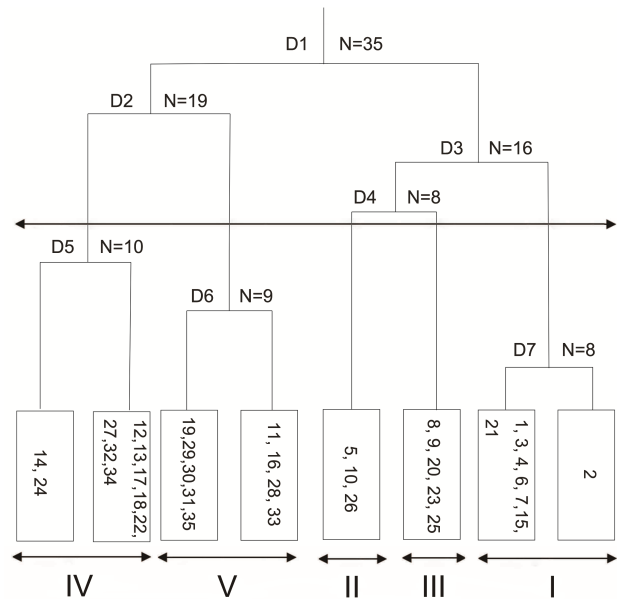 D1 N=35
D2 N=19
D3 N=16
D4 N=8
D5 N=10
D6 N=9
D7 N=8
14, 24
12,13,17,18,22,
27,32,34
19,29,30,31,35
11, 16, 28, 33
5, 10, 26
8, 9, 20, 23, 25
1, 3, 4, 6, 7,15,
21
2
IV V II III I